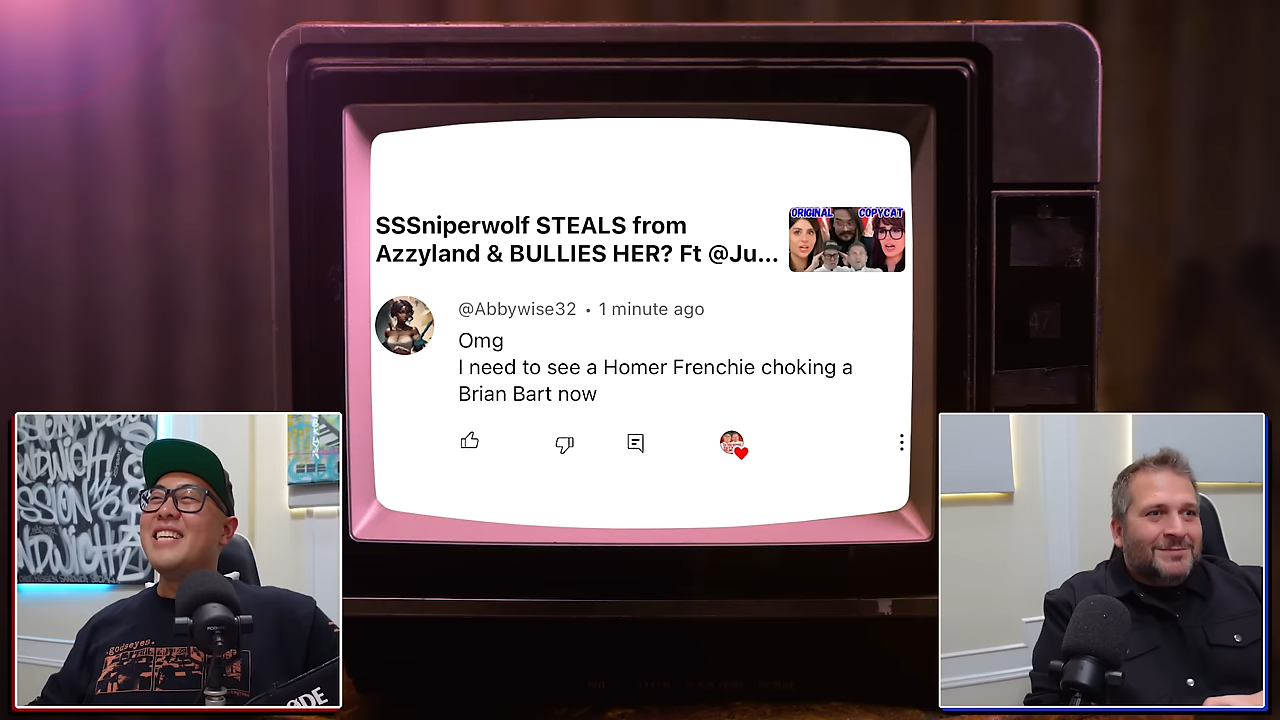 SSSniperwolf STEALS from
Azzyland & BULLIES HER? Ft @Ju...
ORIGINAL COPYCAT
@Abbywise32 • 1 minute ago
Omg
I need to see a Homer Frenchie choking a
Brian Bart now
godseyes.